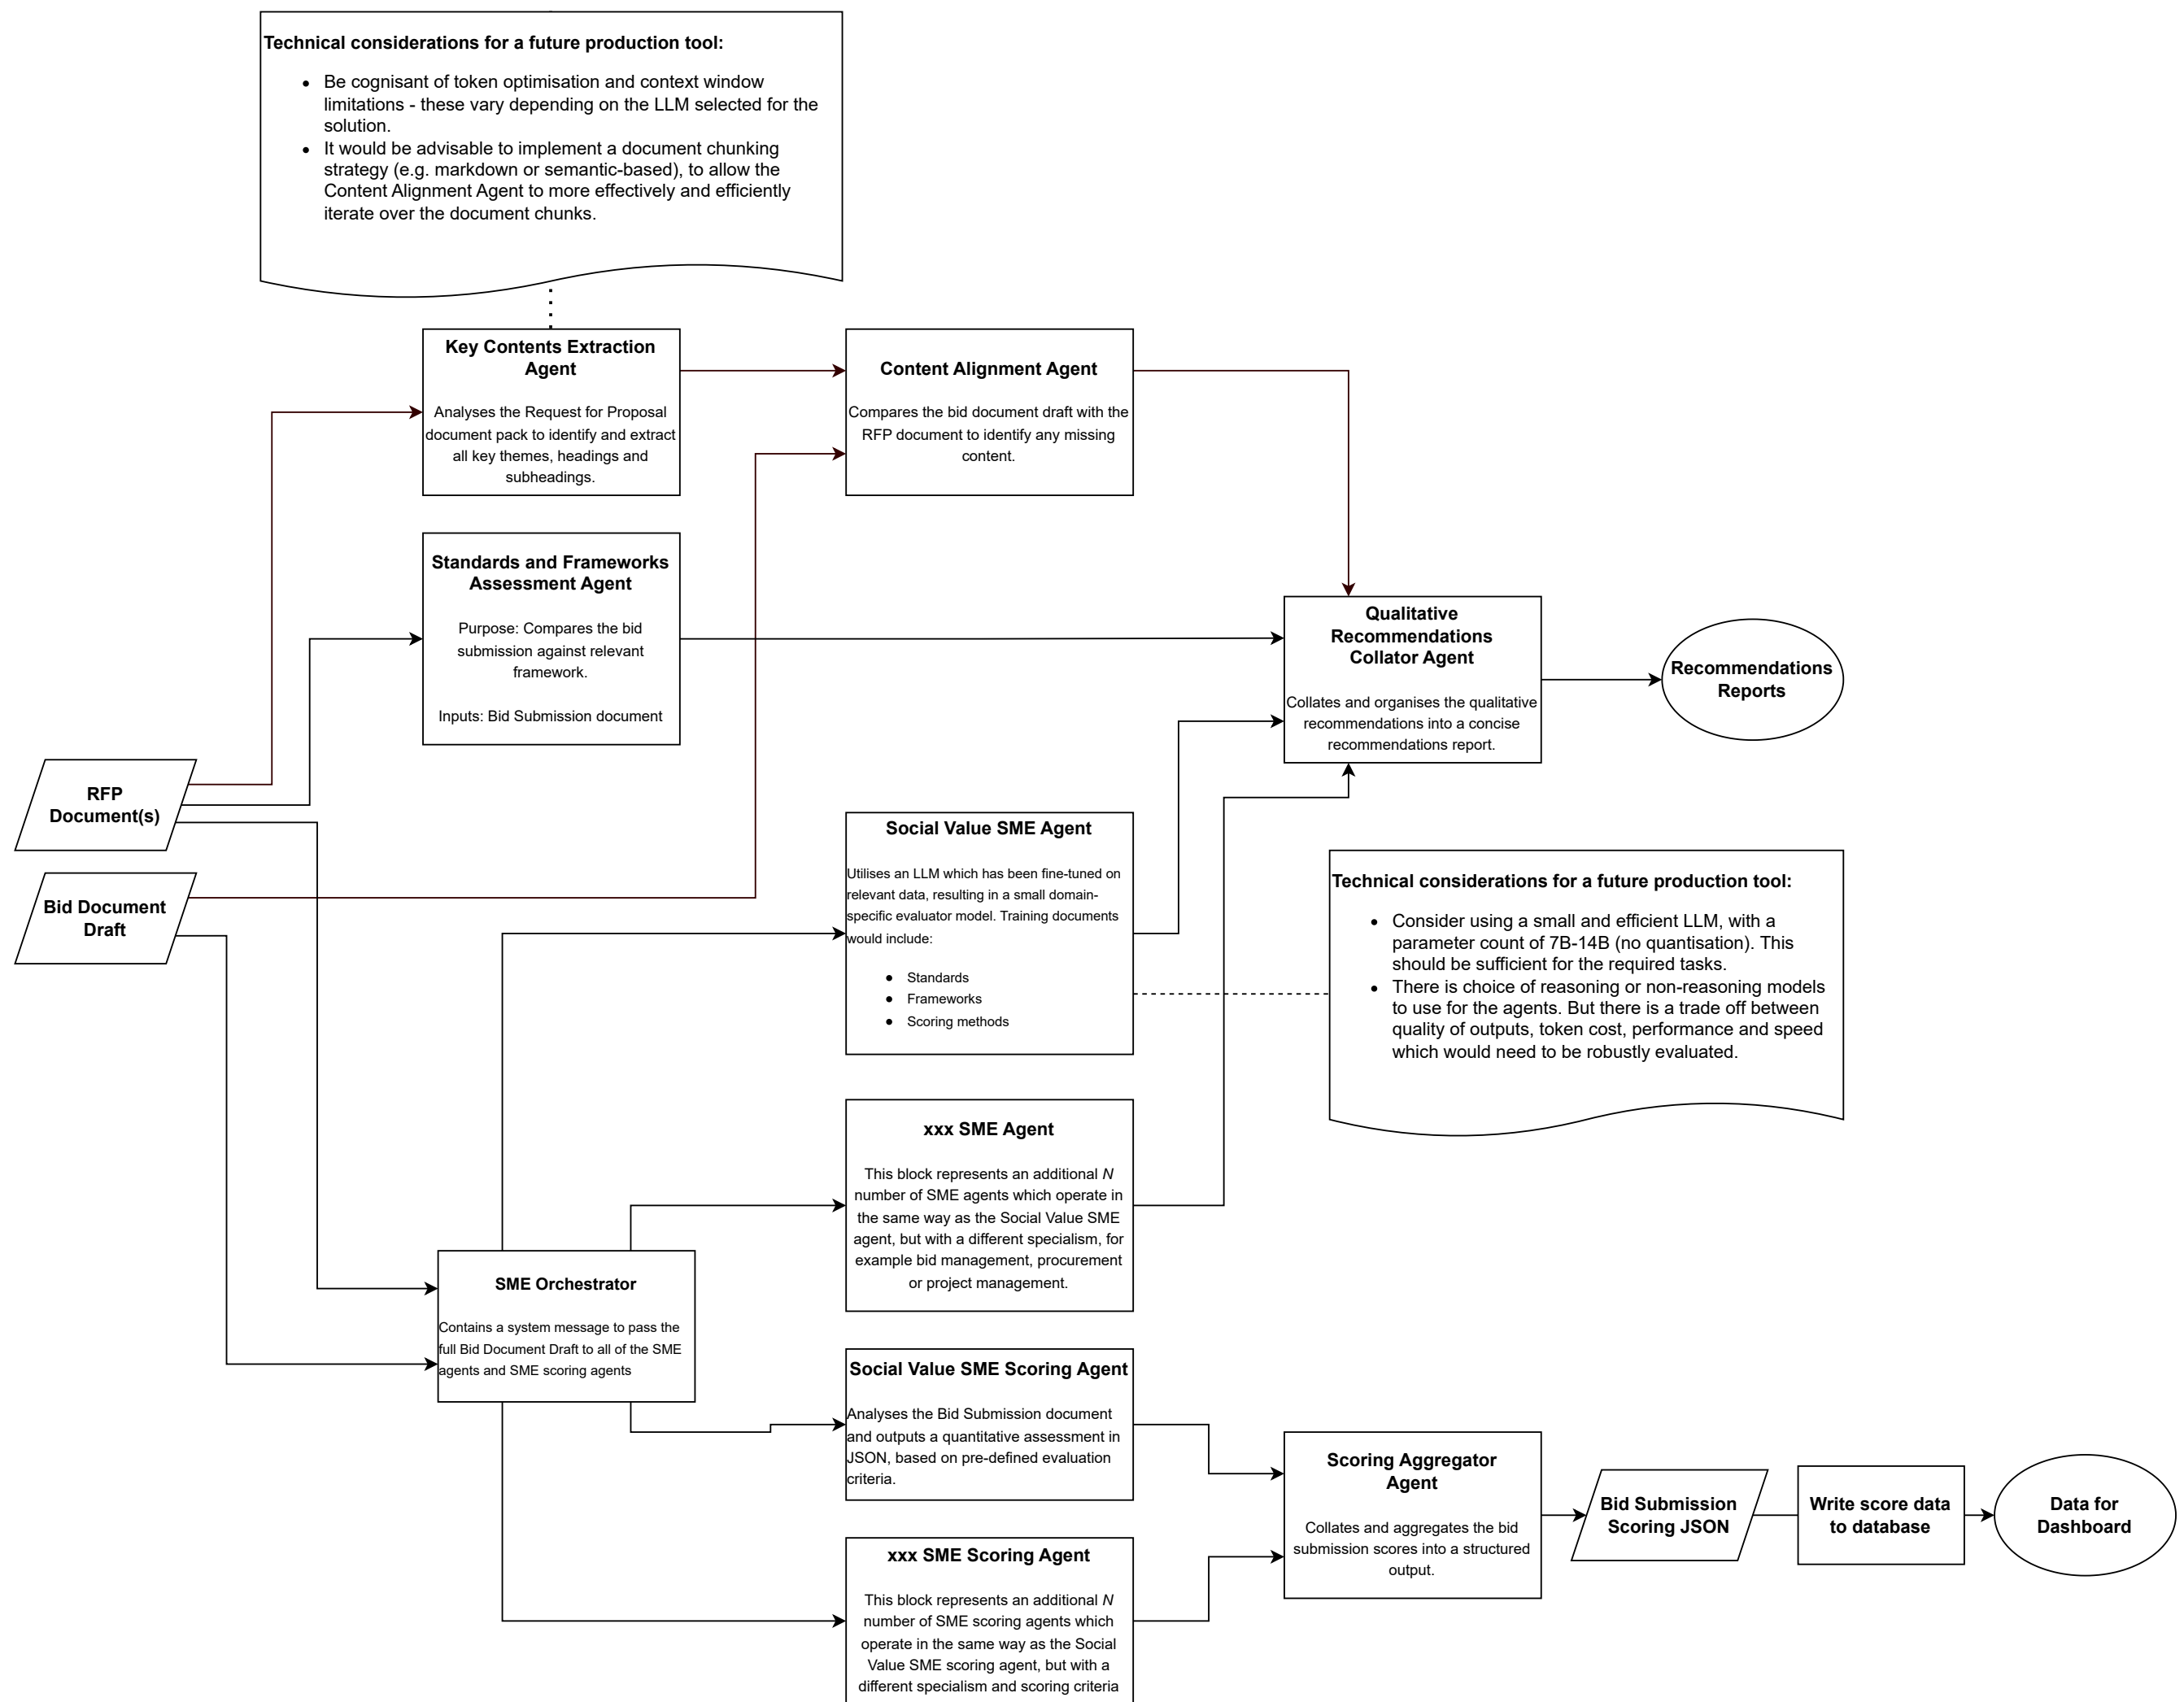 Technical considerations for a future production tool:
• Be cognisant of token optimisation and context window
limitations - these vary depending on the LLM selected for the
solution.
• It would be advisable to implement a document chunking
strategy (e.g. markdown or semantic-based), to allow the
Content Alignment Agent to more effectively and efficiently
iterate over the document chunks.
Key Contents Extraction
Agent
Analyses the Request for Proposal
document pack to identify and extract
all key themes, headings and
subheadings.
Content Alignment Agent
Compares the bid document draft with the
RFP document to identify any missing
content.
Standards and Frameworks
Assessment Agent
Purpose: Compares the bid
submission against relevant
framework.
Inputs: Bid Submission document
Qualitative
Recommendations
Collator Agent
Collates and organises the qualitative
recommendations into a concise
recommendations report.
Recommendations
Reports
RFP
Document(s)
Bid Document
Draft
Social Value SME Agent
Utilises an LLM which has been fine-tuned on
relevant data, resulting in a small domain-
specific evaluator model. Training documents
would include:
• Standards
• Frameworks
• Scoring methods
Technical considerations for a future production tool:
• Consider using a small and efficient LLM, with a
parameter count of 7B-14B (no quantisation). This
should be sufficient for the required tasks.
• There is choice of reasoning or non-reasoning models
to use for the agents. But there is a trade off between
quality of outputs, token cost, performance and speed
which would need to be robustly evaluated.
xxx SME Agent
This block represents an additional N
number of SME agents which operate in
the same way as the Social Value SME
agent, but with a different specialism, for
example bid management, procurement
or project management.
SME Orchestrator
Contains a system message to pass the
full Bid Document Draft to all of the SME
agents and SME scoring agents
Social Value SME Scoring Agent
Analyses the Bid Submission document
and outputs a quantitative assessment in
JSON, based on pre-defined evaluation
criteria.
Scoring Aggregator
Agent
Collates and aggregates the bid
submission scores into a structured
output.
Bid Submission
Scoring JSON
Write score data
to database
Data for
Dashboard
xxx SME Scoring Agent
This block represents an additional N
number of SME scoring agents which
operate in the same way as the Social
Value SME scoring agent, but with a
different specialism and scoring criteria